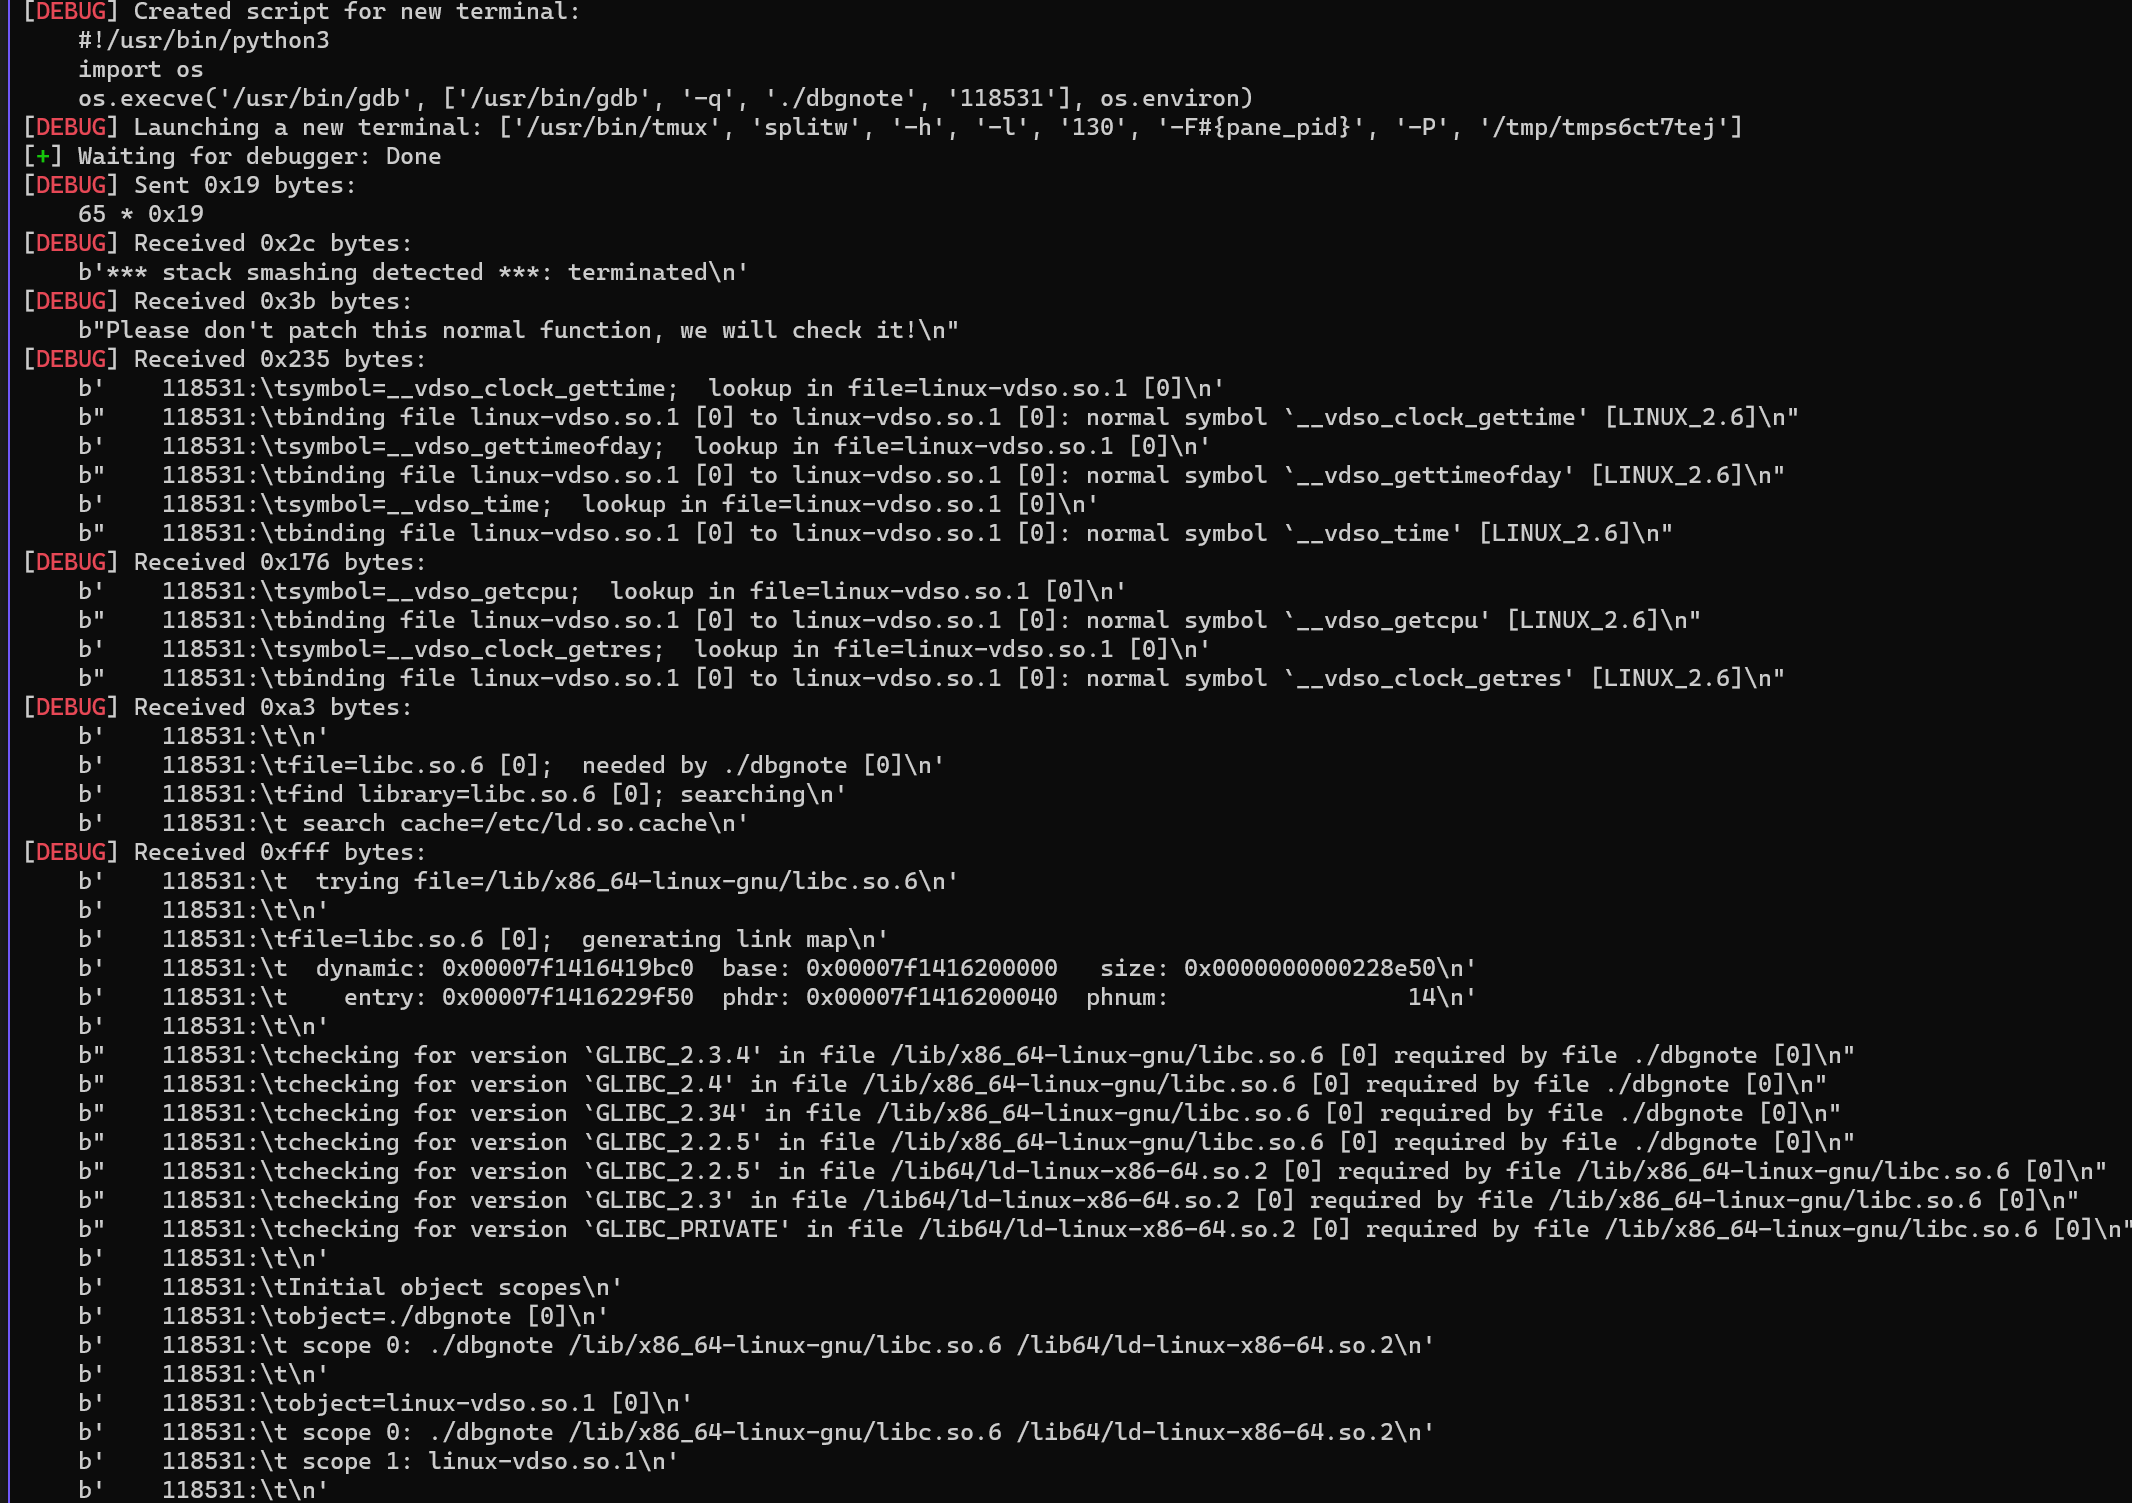 [DEBUG] Created script for new terminal:
    #!/usr/bin/python3
    import os
    os.execve('/usr/bin/gdb', ['/usr/bin/gdb', '-q', './dbgnote', '118531'], os.environ)
[DEBUG] Launching a new terminal: ['/usr/bin/tmux', 'splitw', '-h', '-l', '130', '-F#{pane_pid}', '-P', '/tmp/tmps6ct7tej']
[+] Waiting for debugger: Done
[DEBUG] Sent 0x19 bytes:
    65 * 0x19
[DEBUG] Received 0x2c bytes:
    b'*** stack smashing detected ***: terminated\n'
[DEBUG] Received 0x3b bytes:
    b"Please don't patch this normal function, we will check it!\n"
[DEBUG] Received 0x235 bytes:
    b'    118531:\tsymbol=__vdso_clock_gettime;  lookup in file=linux-vdso.so.1 [0]\n'
    b"    118531:\tbinding file linux-vdso.so.1 [0] to linux-vdso.so.1 [0]: normal symbol `__vdso_clock_gettime' [LINUX_2.6]\n"
    b'    118531:\tsymbol=__vdso_gettimeofday;  lookup in file=linux-vdso.so.1 [0]\n'
    b"    118531:\tbinding file linux-vdso.so.1 [0] to linux-vdso.so.1 [0]: normal symbol `__vdso_gettimeofday' [LINUX_2.6]\n"
    b'    118531:\tsymbol=__vdso_time;  lookup in file=linux-vdso.so.1 [0]\n'
    b"    118531:\tbinding file linux-vdso.so.1 [0] to linux-vdso.so.1 [0]: normal symbol `__vdso_time' [LINUX_2.6]\n"
[DEBUG] Received 0x176 bytes:
    b'    118531:\tsymbol=__vdso_getcpu;  lookup in file=linux-vdso.so.1 [0]\n'
    b"    118531:\tbinding file linux-vdso.so.1 [0] to linux-vdso.so.1 [0]: normal symbol `__vdso_getcpu' [LINUX_2.6]\n"
    b'    118531:\tsymbol=__vdso_clock_getres;  lookup in file=linux-vdso.so.1 [0]\n'
    b"    118531:\tbinding file linux-vdso.so.1 [0] to linux-vdso.so.1 [0]: normal symbol `__vdso_clock_getres' [LINUX_2.6]\n"
[DEBUG] Received 0xa3 bytes:
    b'    118531:\t\n'
    b'    118531:\tfile=libc.so.6 [0];  needed by ./dbgnote [0]\n'
    b'    118531:\tfind library=libc.so.6 [0]; searching\n'
    b'    118531:\t search cache=/etc/ld.so.cache\n'
[DEBUG] Received 0xfff bytes:
    b'    118531:\t  trying file=/lib/x86_64-linux-gnu/libc.so.6\n'
    b'    118531:\t\n'
    b'    118531:\tfile=libc.so.6 [0];  generating link map\n'
    b'    118531:\t  dynamic: 0x00007f1416419bc0  base: 0x00007f1416200000   size: 0x0000000000228e50\n'
    b'    118531:\t    entry: 0x00007f1416229f50  phdr: 0x00007f1416200040  phnum:                 14\n'
    b'    118531:\t\n'
    b"    118531:\tchecking for version `GLIBC_2.3.4' in file /lib/x86_64-linux-gnu/libc.so.6 [0] required by file ./dbgnote [0]\n"
    b"    118531:\tchecking for version `GLIBC_2.4' in file /lib/x86_64-linux-gnu/libc.so.6 [0] required by file ./dbgnote [0]\n"
    b"    118531:\tchecking for version `GLIBC_2.34' in file /lib/x86_64-linux-gnu/libc.so.6 [0] required by file ./dbgnote [0]\n"
    b"    118531:\tchecking for version `GLIBC_2.2.5' in file /lib/x86_64-linux-gnu/libc.so.6 [0] required by file ./dbgnote [0]\n"
    b"    118531:\tchecking for version `GLIBC_2.2.5' in file /lib64/ld-linux-x86-64.so.2 [0] required by file /lib/x86_64-linux-gnu/libc.so.6 [0]\n"
    b"    118531:\tchecking for version `GLIBC_2.3' in file /lib64/ld-linux-x86-64.so.2 [0] required by file /lib/x86_64-linux-gnu/libc.so.6 [0]\n"
    b"    118531:\tchecking for version `GLIBC_PRIVATE' in file /lib64/ld-linux-x86-64.so.2 [0] required by file /lib/x86_64-linux-gnu/libc.so.6 [0]\n"
    b'    118531:\t\n'
    b'    118531:\tInitial object scopes\n'
    b'    118531:\tobject=./dbgnote [0]\n'
    b'    118531:\t scope 0: ./dbgnote /lib/x86_64-linux-gnu/libc.so.6 /lib64/ld-linux-x86-64.so.2\n'
    b'    118531:\t\n'
    b'    118531:\tobject=linux-vdso.so.1 [0]\n'
    b'    118531:\t scope 0: ./dbgnote /lib/x86_64-linux-gnu/libc.so.6 /lib64/ld-linux-x86-64.so.2\n'
    b'    118531:\t scope 1: linux-vdso.so.1\n'
    b'    118531:\t\n'